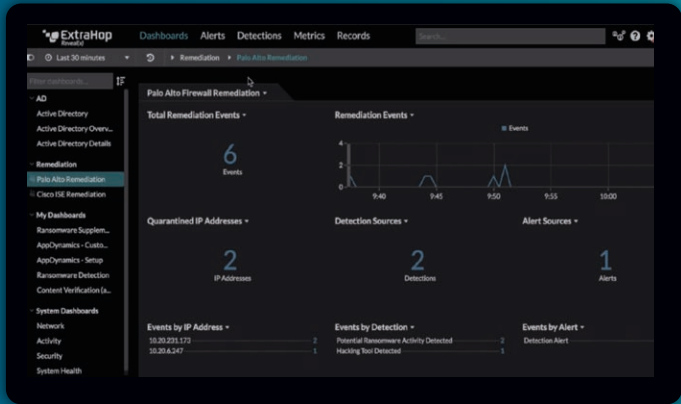 ExtraHop
Reveal(x)
Dashboards Alerts Detections Metrics Records
Search...
Last 30 minutes
Remediation
Palo Alto Remediation
Filter dashboards...
AD
Active Directory
Active Directory Overv...
Active Directory Details
Remediation
Palo Alto Remediation
Cisco ISE Remediation
My Dashboards
Ransomware Supplem...
AppDynamics - Custo...
AppDynamics - Setup
Ransomware Detection
Content Verification (a...
System Dashboards
Network
Activity
Security
System Health
Palo Alto Firewall Remediation
Total Remediation Events
6
Events
Remediation Events
Events
4
2
0
9:40 9:45 9:50 9:55 10:00
Quarantined IP Addresses
2
IP Addresses
Detection Sources
2
Detections
Alert Sources
1
Alerts
Events by IP Address
10.20.231.173 2
10.20.6.247 1
Events by Detection
Potential Ransomware Activity Detected 2
Hacking Tool Detected 1
Events by Alert
Detection Alert